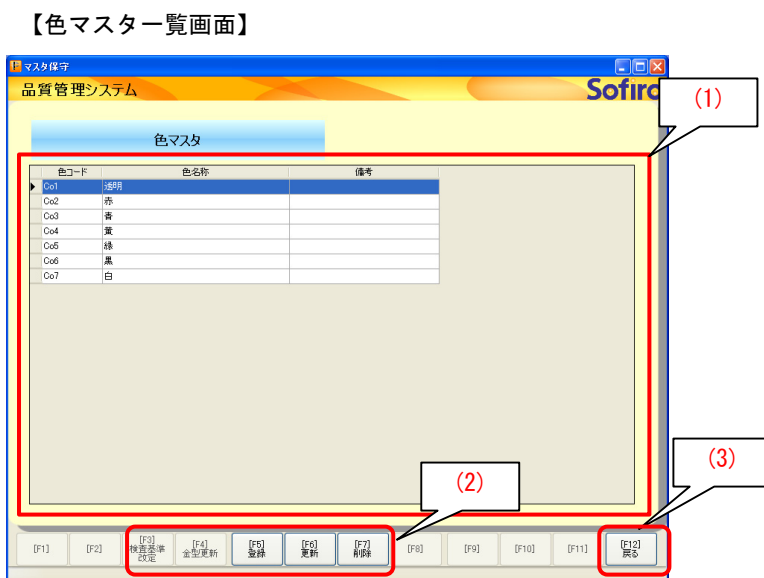 【色マスター覧画面】
マスタ保守
品質管理システム
Sofiro
(1)
色マスタ
色コード 色名称 備考
Co1 透明
Co2 赤
Co3 青
Co4 黄
Co5 緑
Co6 黒
Co7 白
(2)
(3)
[F1] [F2] [F3] 検査基準改定 [F4] 金型更新 [F5] 登録 [F6] 更新 [F7] 削除 [F8] [F9] [F10] [F11] [F12] 戻る